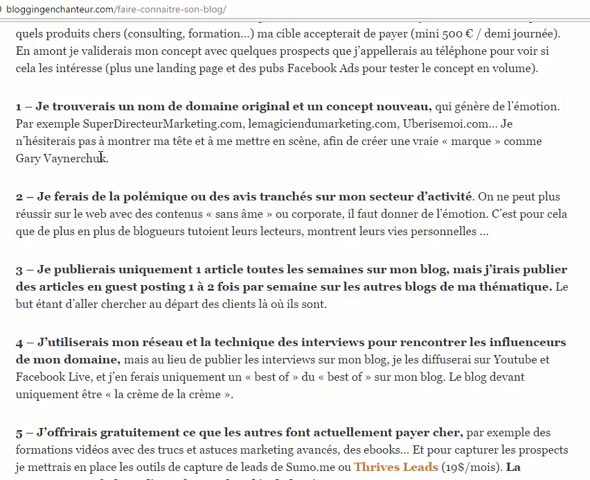 bloggingenchanteur.com/faire-connaitre-son-blog/
quels produits chers (consulting, formation...) ma cible accepterait de payer (mini 500 € / demi journée).
En amont je validerais mon concept avec quelques prospects que j'appellerais au téléphone pour voir si
cela les intéresse (plus une landing page et des pubs Facebook Ads pour tester le concept en volume).
1 – Je trouverais un nom de domaine original et un concept nouveau, qui génère de l'émotion.
Par exemple SuperDirecteurMarketing.com, lemagiciendumarketing.com, Uberisemoi.com... Je
n'hésiterais pas à montrer ma tête et à me mettre en scène, afin de créer une vraie « marque » comme
Gary Vaynerchuk.
2 – Je ferais de la polémique ou des avis tranchés sur mon secteur d'activité. On ne peut plus
réussir sur le web avec des contenus « sans âme » ou corporate, il faut donner de l'émotion. C'est pour cela
que de plus en plus de blogueurs tutoient leurs lecteurs, montrent leurs vies personnelles ...
3 – Je publierais uniquement 1 article toutes les semaines sur mon blog, mais j'irais publier
des articles en guest posting 1 à 2 fois par semaine sur les autres blogs de ma thématique. Le
but étant d'aller chercher au départ des clients là où ils sont.
4 – J'utiliserais mon réseau et la technique des interviews pour rencontrer les influenceurs
de mon domaine, mais au lieu de publier les interviews sur mon blog, je les diffuserai sur Youtube et
Facebook Live, et j'en ferais uniquement un « best of » du « best of » sur mon blog. Le blog devant
uniquement être « la crème de la crème ».
5 – J'offrirais gratuitement ce que les autres font actuellement payer cher, par exemple des
formations vidéos avec des trucs et astuces marketing avancés, des ebooks... Et pour capturer les prospects
je mettrais en place les outils de capture de leads de Sumo.me ou Thrives Leads (19$/mois). La